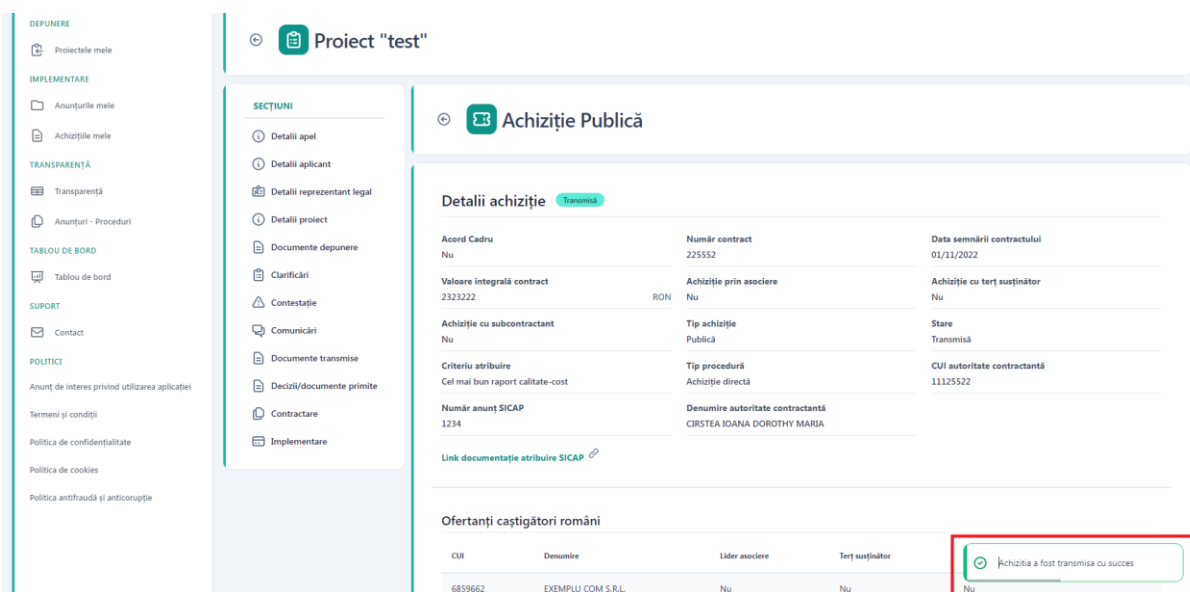 DEPUNERE
Proiectele mele
IMPLEMENTARE
Anunțurile mele
Achizițiile mele
TRANSPARENȚĂ
Transparență
Anunțuri - Proceduri
TABLOU DE BORD
Tablou de bord
SUPORT
Contact
POLITICI
Anunț de interes privind utilizarea aplicației
Termeni și condiții
Politica de confidențialitate
Politica de cookies
Politica antifraudă și anticorupție
Proiect "test"
SECȚIUNI
Detalii apel
Detalii aplicant
Detalii reprezentant legal
Detalii proiect
Documente depunere
Clarificări
Contestație
Comunicări
Documente transmise
Decizii/documente primite
Contractare
Implementare
Achiziție Publică
Detalii achiziție Transmisă
Acord Cadru Număr contract Data semnării contractului
Nu 225552 01/11/2022
Valoare integrală contract Achiziție prin asociere Achiziție cu terț susținător
2323222 RON Nu Nu
Achiziție cu subcontractant Tip achiziție Stare
Nu Publică Transmisă
Criteriu atribuire Tip procedură CUI autoritate contractantă
Cel mai bun raport calitate-cost Achiziție directă 11125522
Număr anunț SICAP Denumire autoritate contractantă
1234 CIRSTEA IOANA DOROTHY MARIA
Link documentație atribuire SICAP
Ofertanți caștigători români
CUI Denumire Lider asociere Terț susținător
Achizitia a fost transmisa cu succes
6859662 EXEMPLU COM S.R.L. Nu Nu Nu